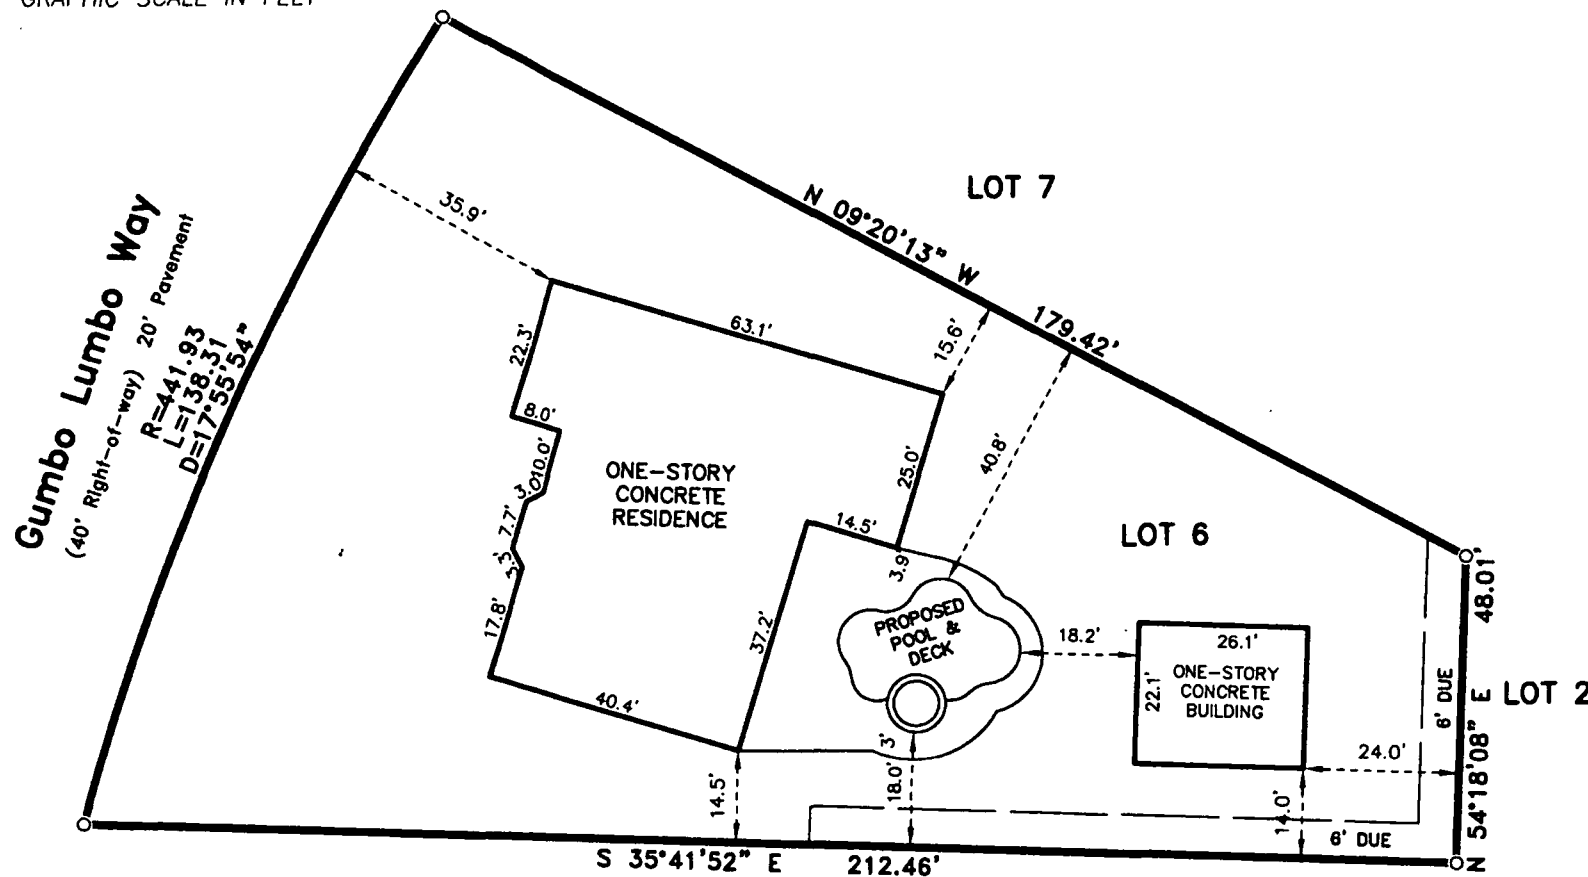 GRAPHIC SCALE IN FEET
LOT 7
N 09°20'13" W
179.42'
35.9'
Gumbo Lumbo Way
(40' Right-of-way) 20' Pavement
R=441.93
L=138.31
D=17°55'54"
63.1'
15.6'
22.3'
8.0'
10.0'
3.0'
7.7'
17.8'
40.4'
37.2'
14.5'
25.0'
3.9'
40.8'
ONE-STORY
CONCRETE
RESIDENCE
LOT 6
PROPOSED
POOL &
DECK
18.2'
26.1'
22.1'
ONE-STORY
CONCRETE
BUILDING
24.0'
14.0'
3'
18.0'
14.5'
6' DUE
6' DUE
48.01'
N 54°18'08" E
LOT 2
S 35°41'52" E
212.46'